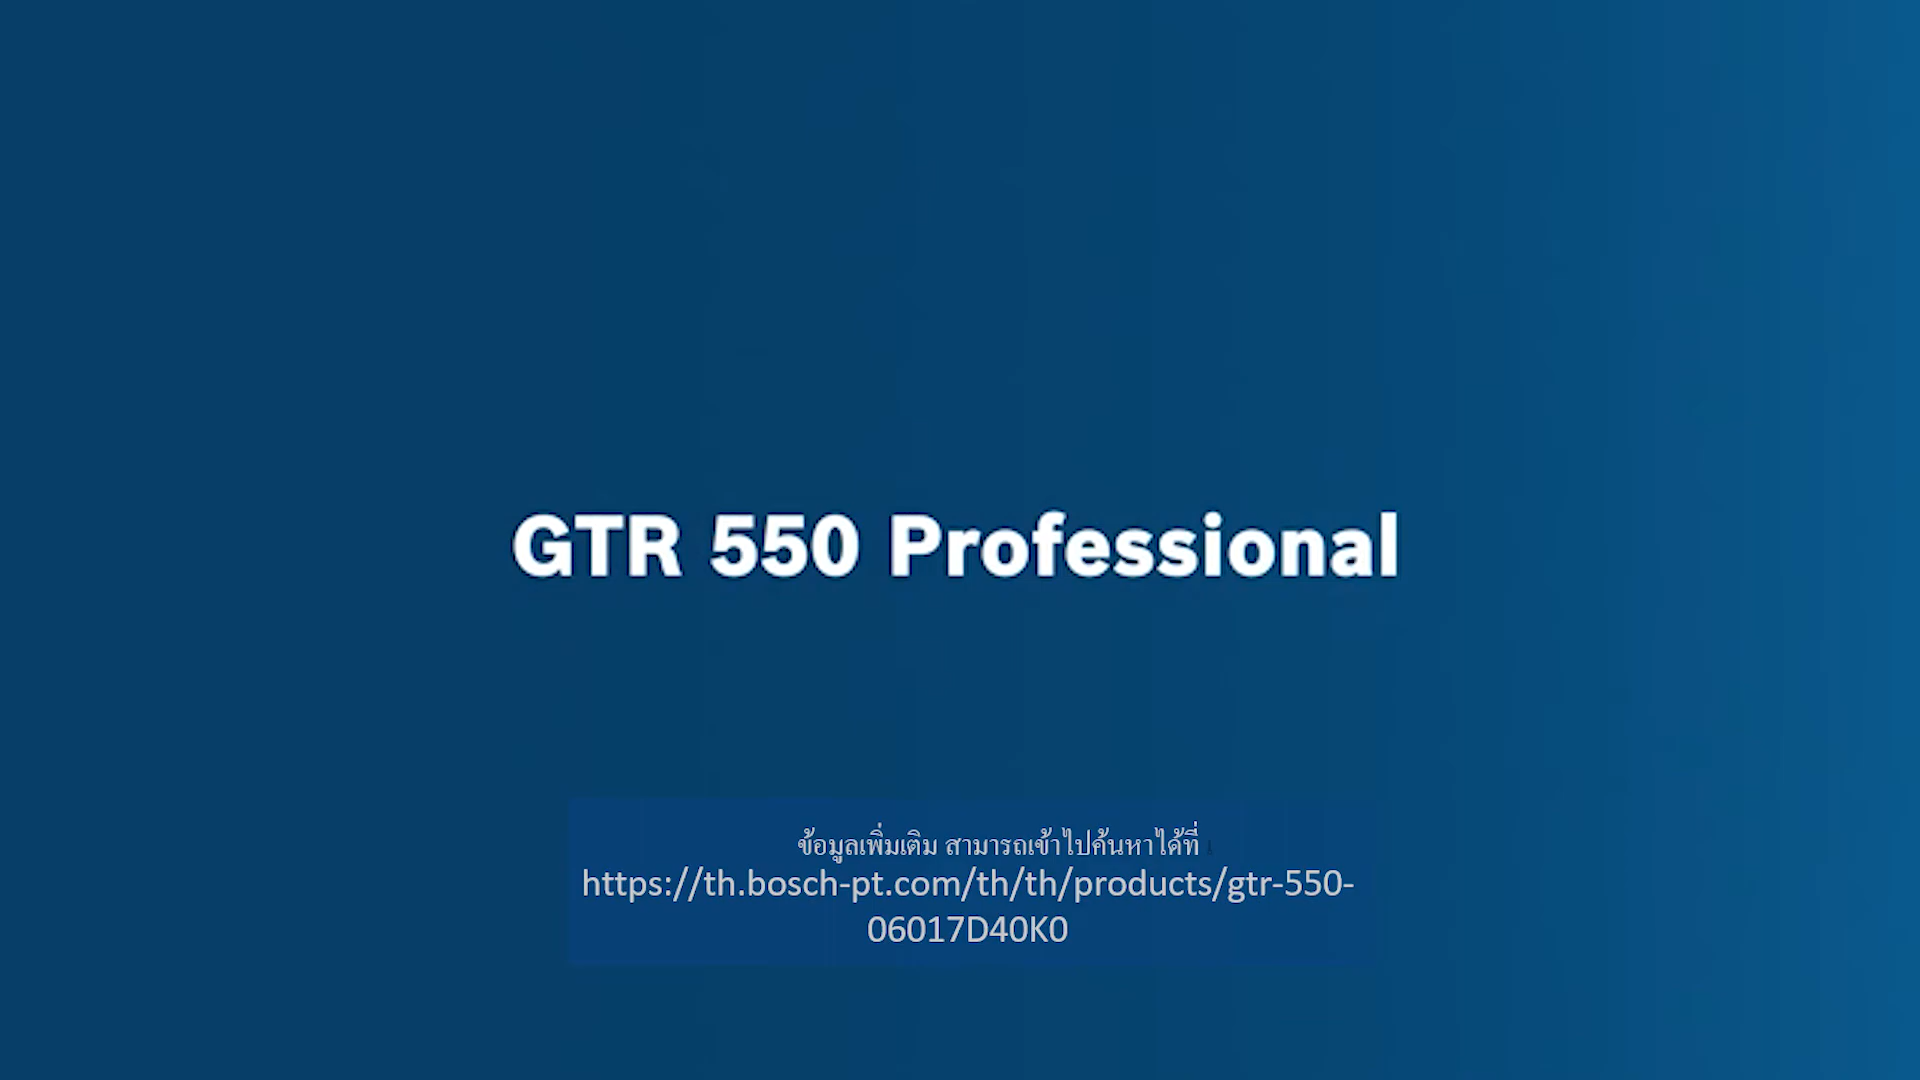 GTR 550 Professional
ข้อมูลเพิ่มเติม สามารถเข้าไปค้นหาได้ที่
https://th.bosch-pt.com/th/th/products/gtr-550-
06017D40K0